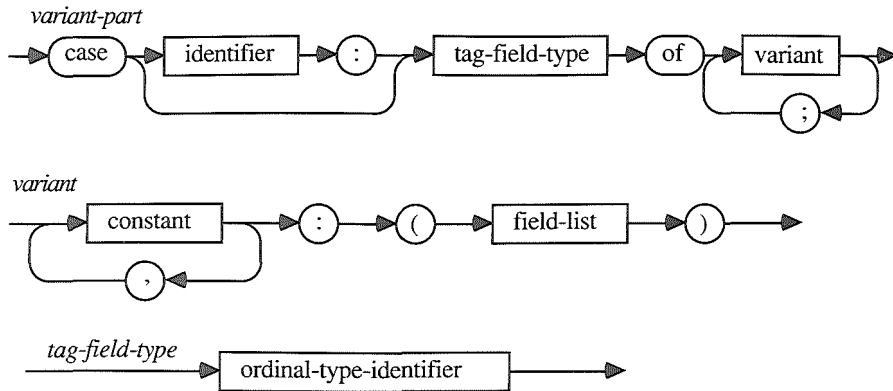 variant-part
case identifier : tag-field-type of variant
;
variant
constant : ( field-list )
,
tag-field-type
ordinal-type-identifier